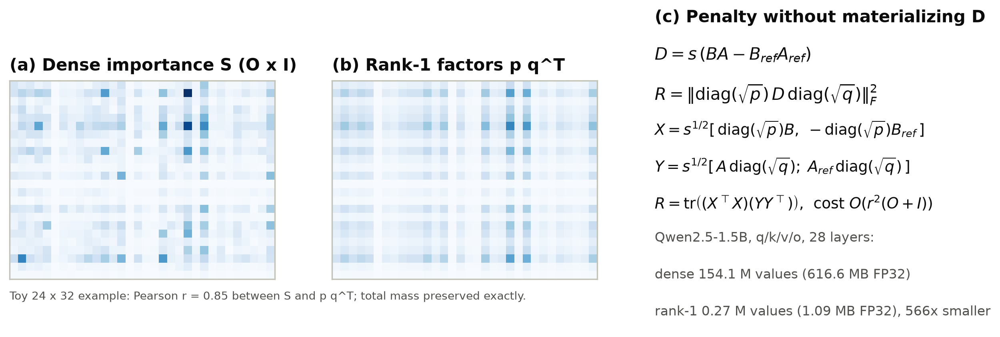 (a) Dense importance S (O x I)
(b) Rank-1 factors p q^T
Toy 24 x 32 example: Pearson r = 0.85 between S and p q^T; total mass preserved exactly.
(c) Penalty without materializing D
D = s (BA − B_ref A_ref)
R = ‖diag(√p) D diag(√q)‖²_F
X = s^{1/2}[ diag(√p)B, − diag(√p)B_ref ]
Y = s^{1/2}[ A diag(√q); A_ref diag(√q) ]
R = tr((X^⊤X)(YY^⊤)), cost O(r²(O + I))
Qwen2.5-1.5B, q/k/v/o, 28 layers:
dense 154.1 M values (616.6 MB FP32)
rank-1 0.27 M values (1.09 MB FP32), 566x smaller